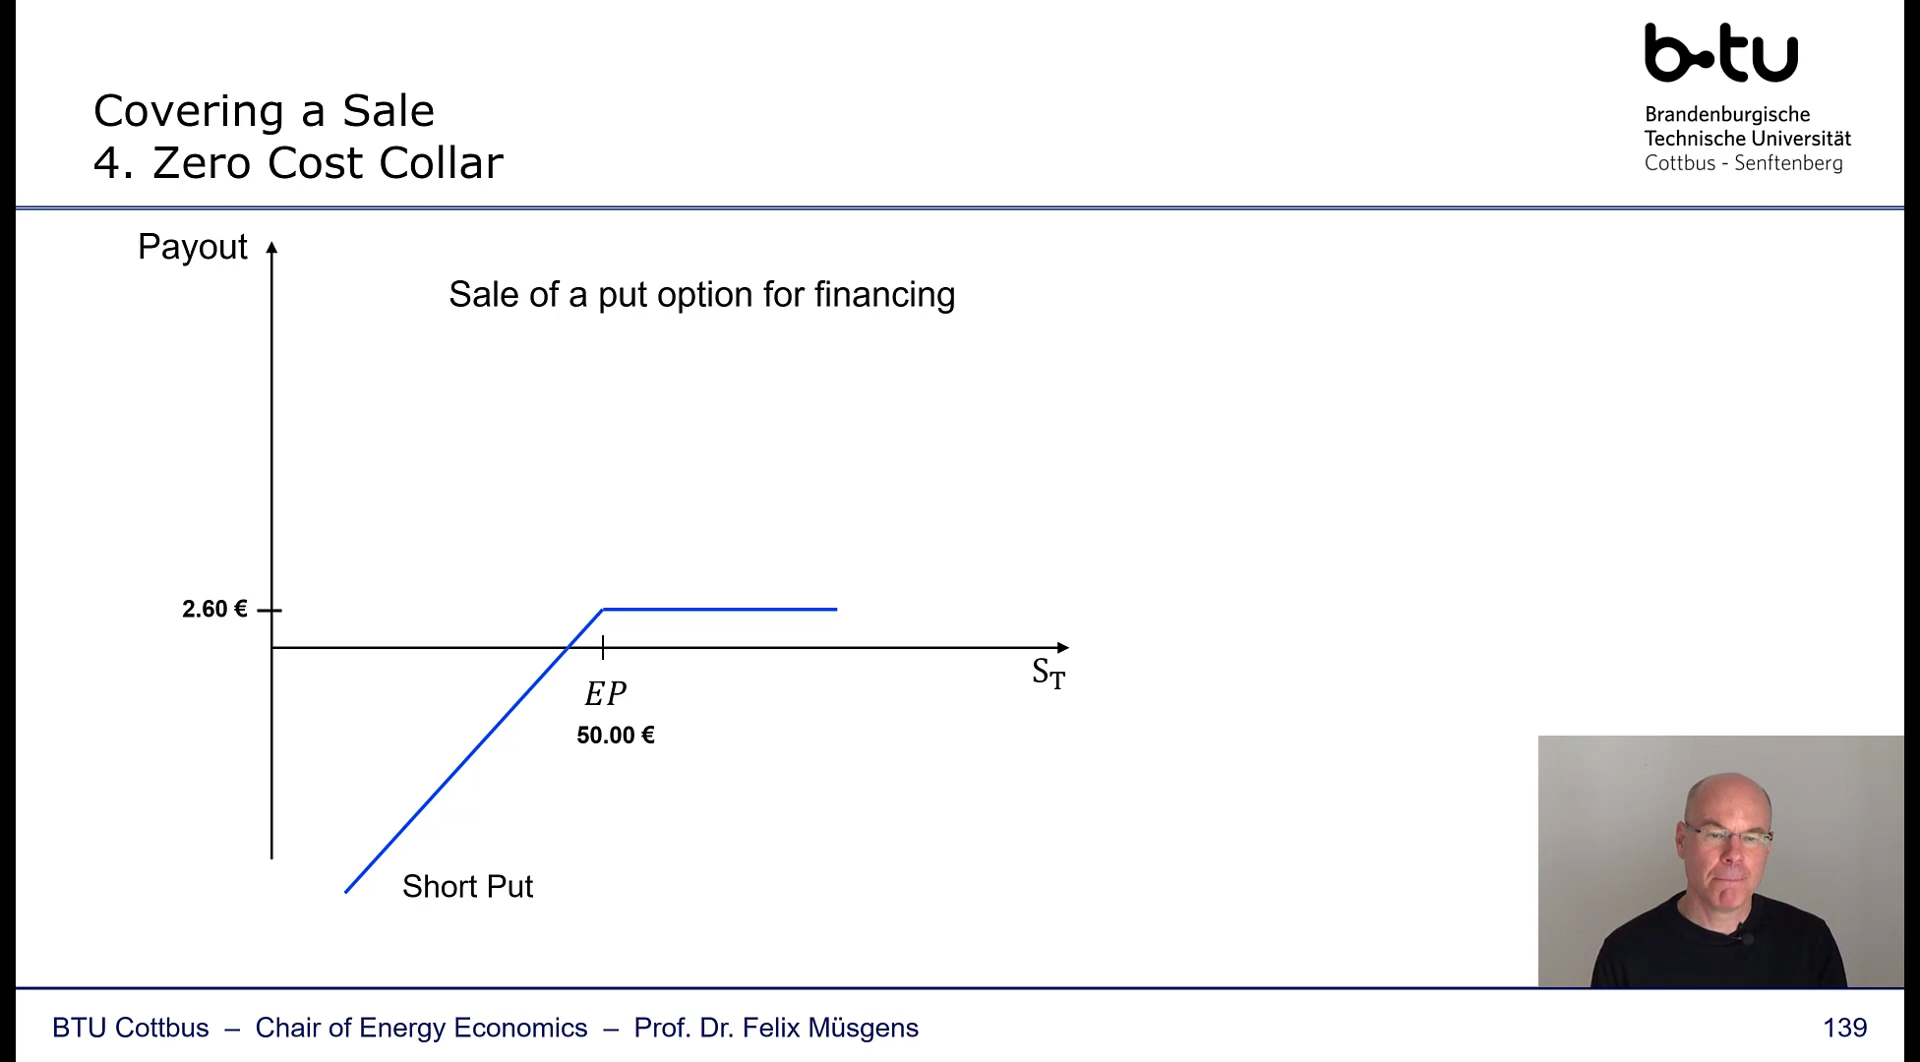 Covering a Sale
4. Zero Cost Collar
b-tu
Brandenburgische
Technische Universität
Cottbus - Senftenberg
Payout
Sale of a put option for financing
2.60 €
S_T
EP
50.00 €
Short Put
BTU Cottbus – Chair of Energy Economics – Prof. Dr. Felix Müsgens
139